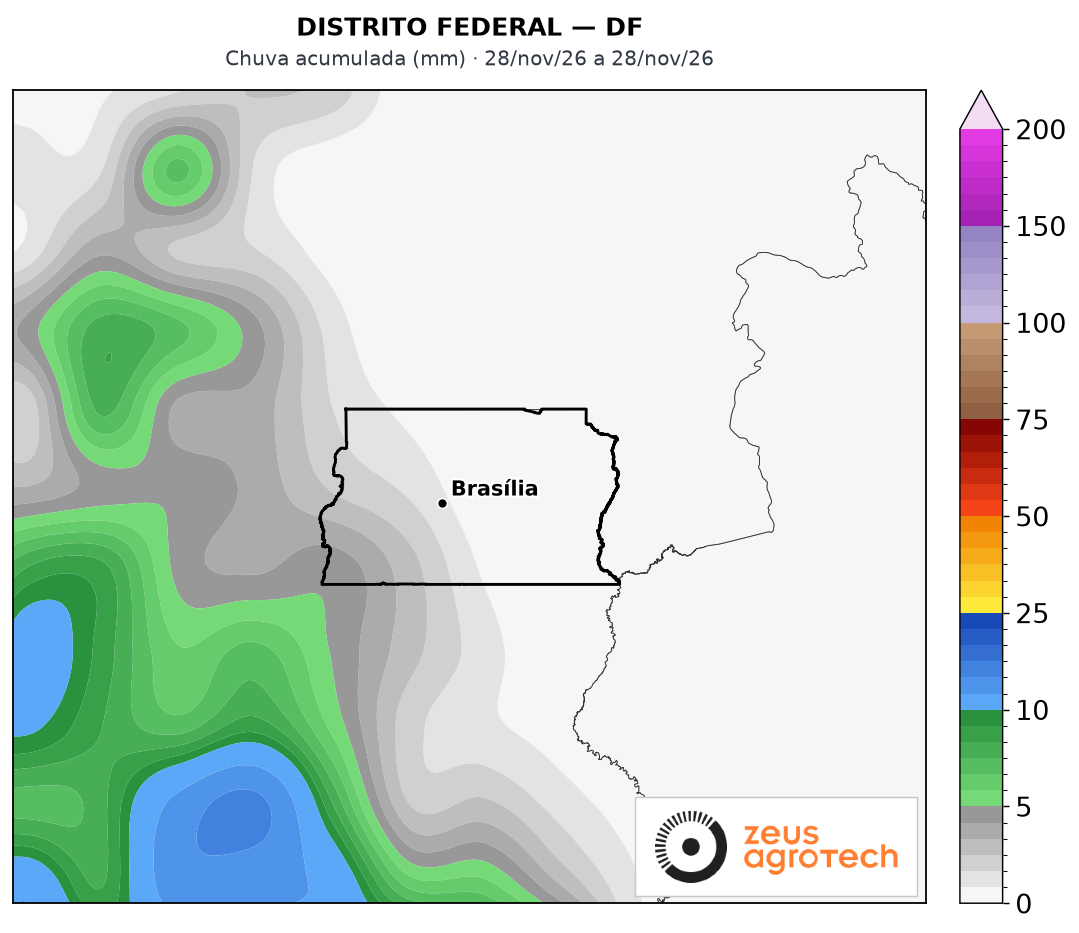 DISTRITO FEDERAL — DF
Chuva acumulada (mm) · 28/nov/26 a 28/nov/26
200
150
100
75
50
25
10
5
0
Brasília
zeus
agrotech